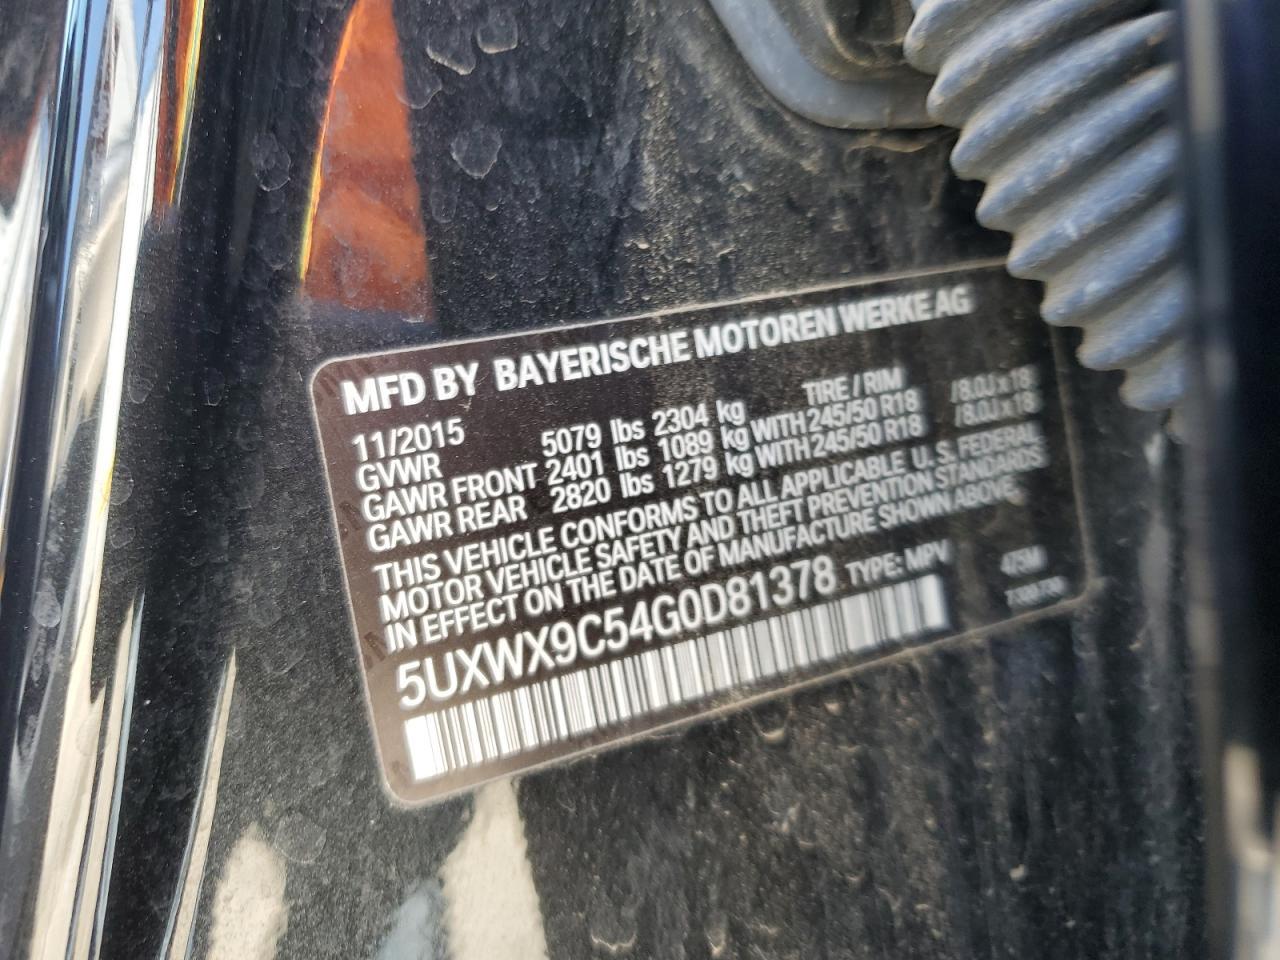 MFD BY BAYERISCHE MOTOREN WERKE AG
11/2015 TIRE / RIM
GVWR 5079 lbs 2304 kg
GAWR FRONT 2401 lbs 1089 kg WITH 245/50 R18 / 8.0J x 18
GAWR REAR 2820 lbs 1279 kg WITH 245/50 R18 / 8.0J x 18
THIS VEHICLE CONFORMS TO ALL APPLICABLE U. S. FEDERAL
MOTOR VEHICLE SAFETY AND THEFT PREVENTION STANDARDS
IN EFFECT ON THE DATE OF MANUFACTURE SHOWN ABOVE.
5UXWX9C54G0D81378 TYPE: MPV 475M